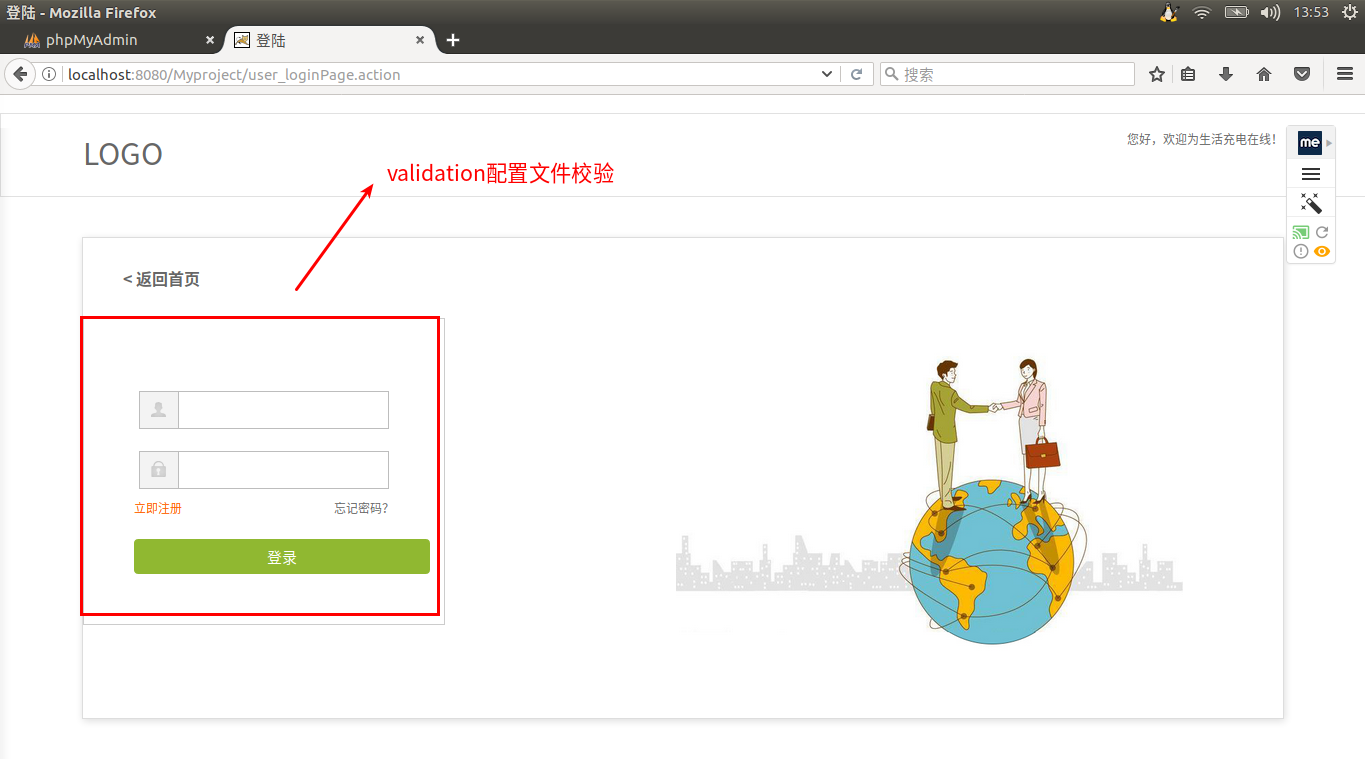 登陆 - Mozilla Firefox
13:53
phpMyAdmin
登陆
localhost:8080/Myproject/user_loginPage.action
搜索
LOGO
您好，欢迎为生活充电在线！
me
validation配置文件校验
< 返回首页
立即注册
忘记密码?
登录